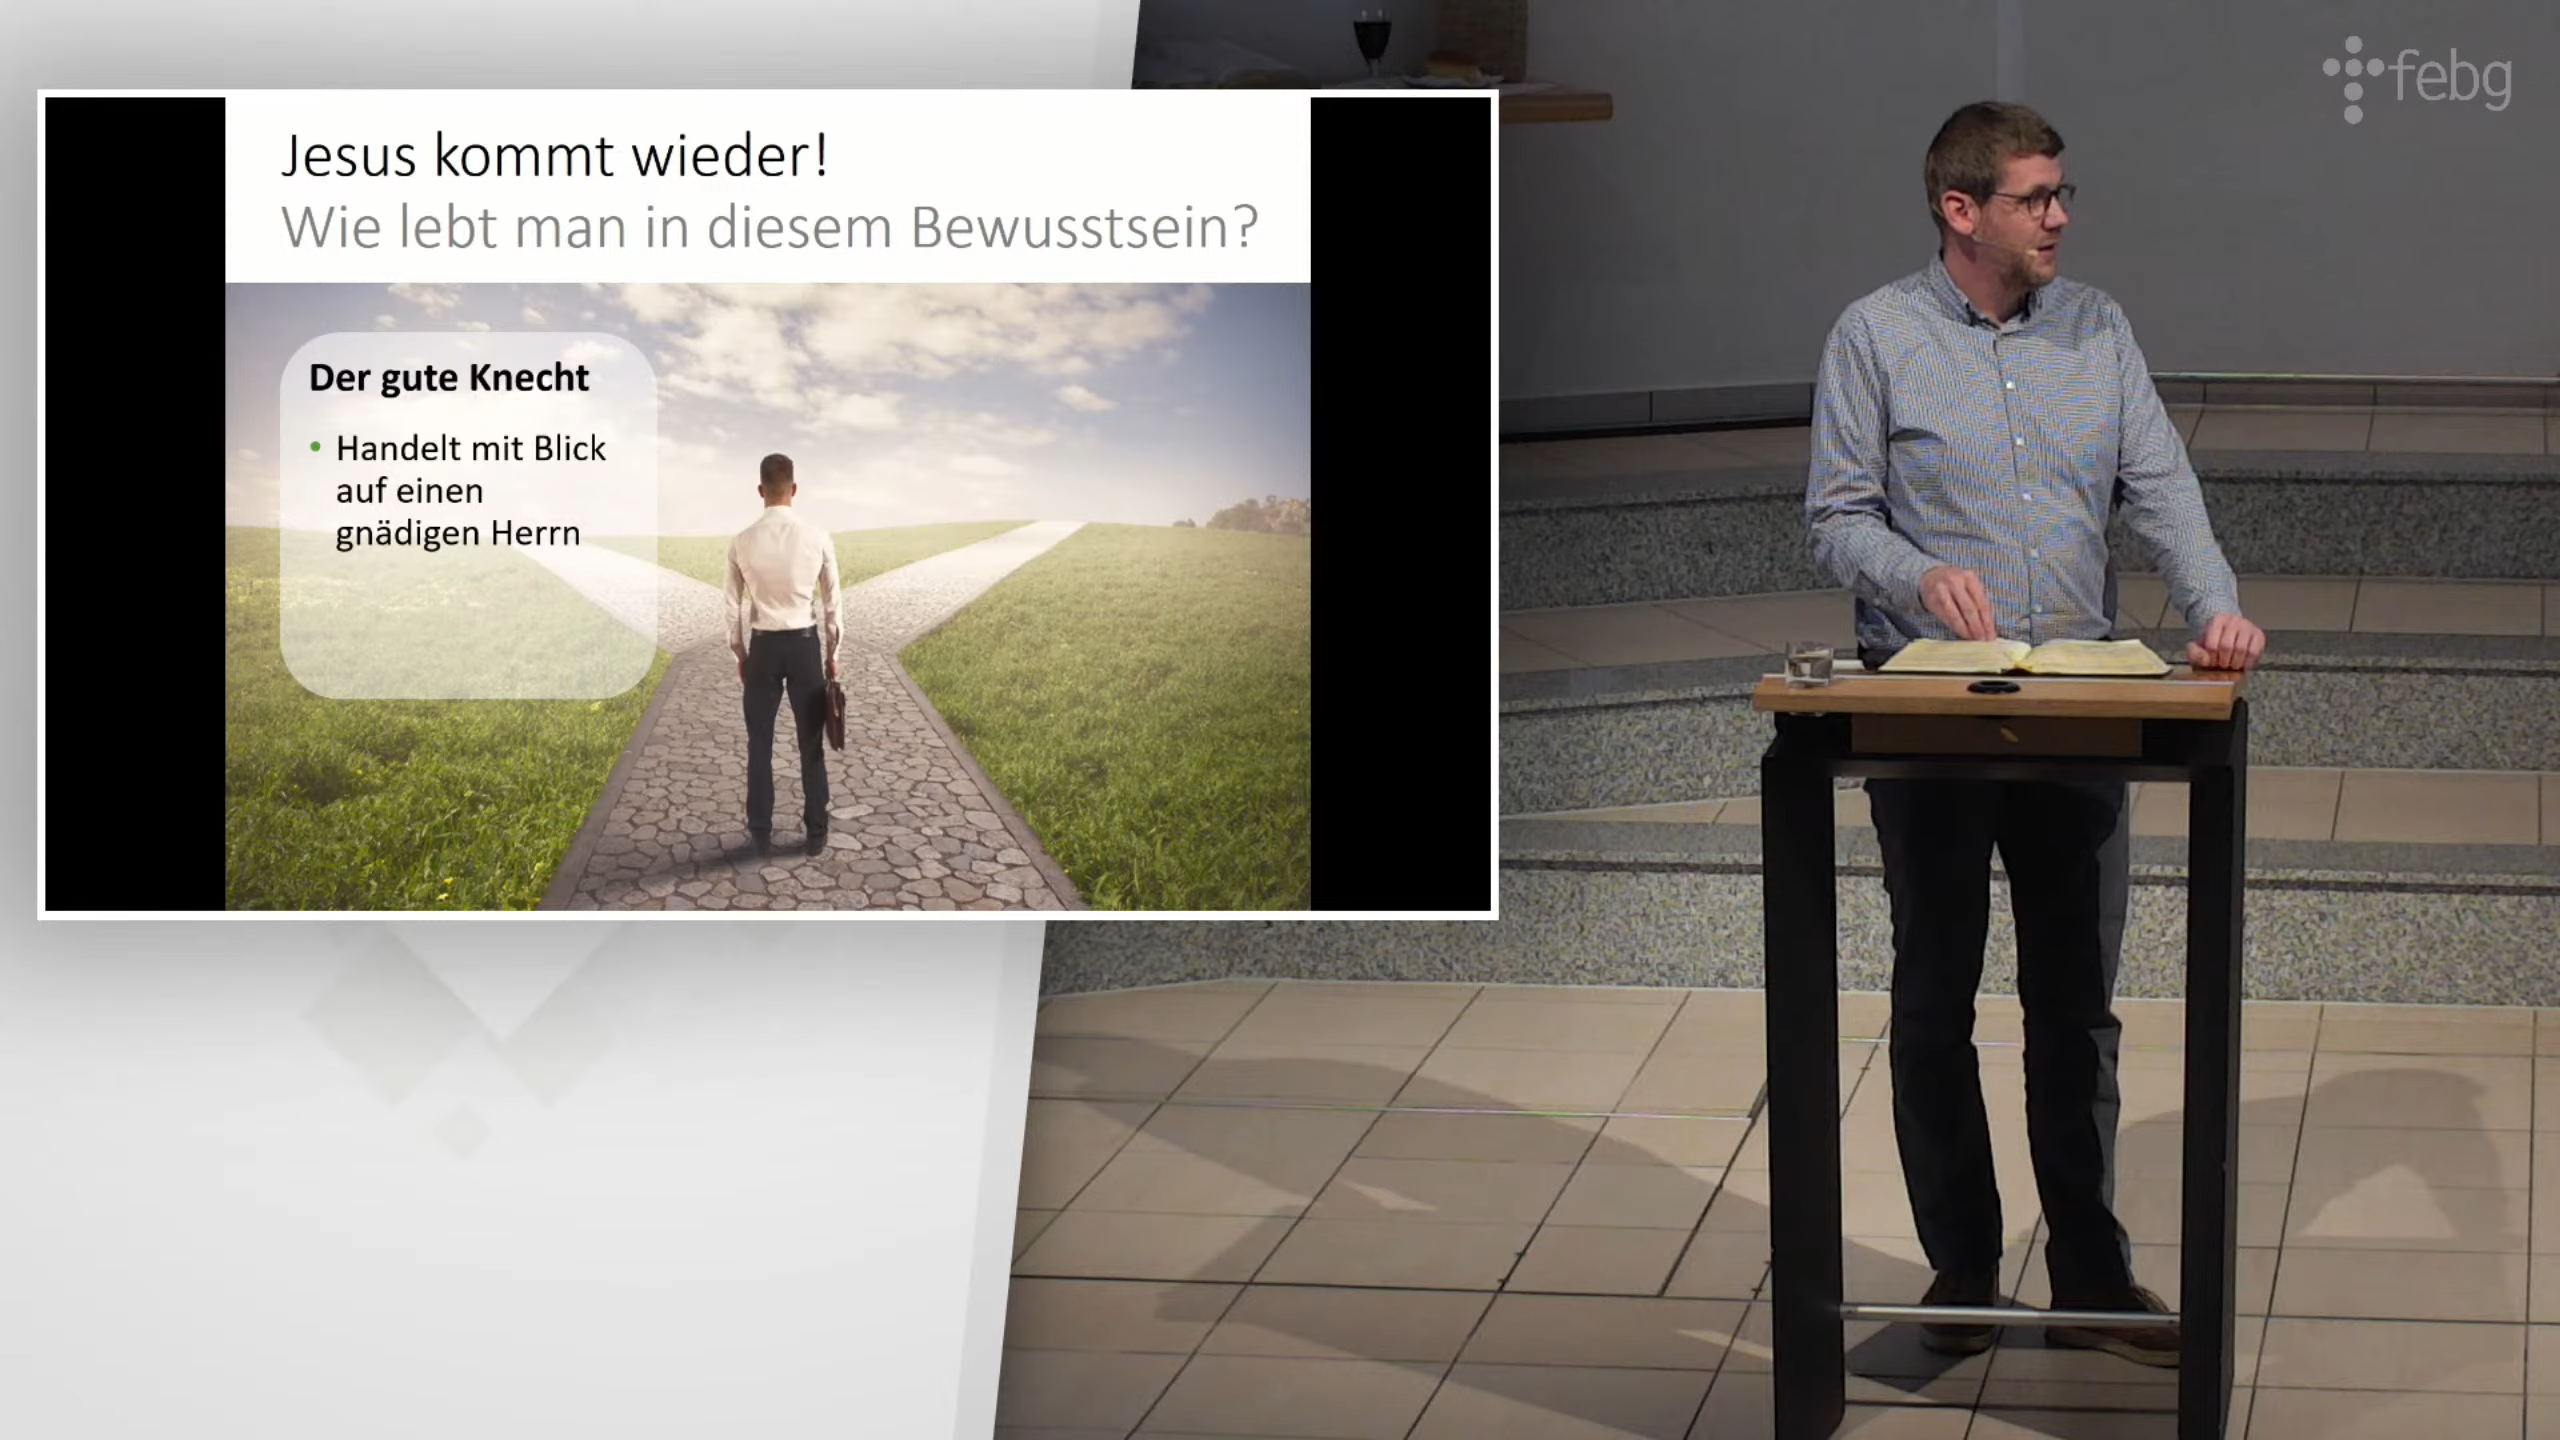 febg
Jesus kommt wieder!
Wie lebt man in diesem Bewusstsein?
Der gute Knecht
• Handelt mit Blick
auf einen
gnädigen Herrn